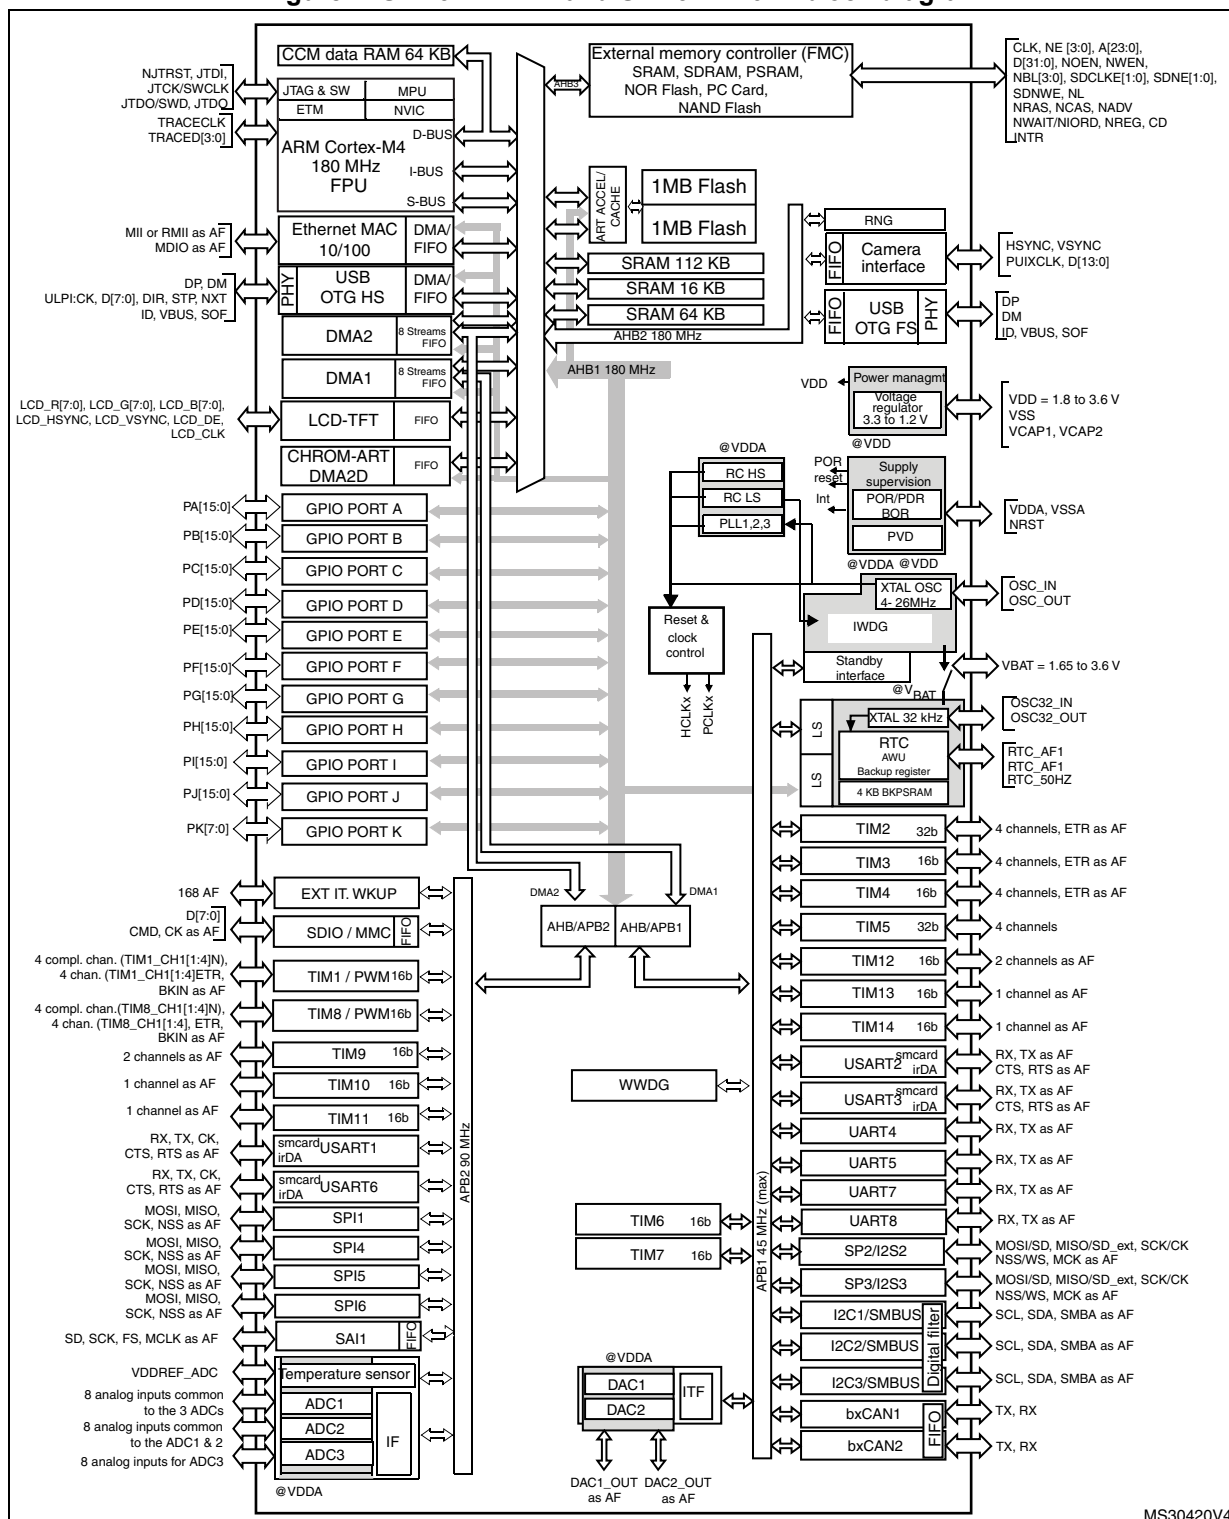 CCM data RAM 64 KB
External memory controller (FMC)
SRAM, SDRAM, PSRAM,
NOR Flash, PC Card,
NAND Flash
AHB3
CLK, NE [3:0], A[23:0],
D[31:0], NOEN, NWEN,
NBL[3:0], SDCLKE[1:0], SDNE[1:0],
SDNWE, NL
NRAS, NCAS, NADV
NWAIT/NIORD, NREG, CD
INTR
NJTRST, JTDI,
JTCK/SWCLK
JTDO/SWD, JTDO
TRACECLK
TRACED[3:0]
JTAG & SW
MPU
ETM
NVIC
ARM Cortex-M4
180 MHz
FPU
D-BUS
I-BUS
S-BUS
ART ACCEL/
CACHE
1MB Flash
1MB Flash
SRAM 112 KB
SRAM 16 KB
SRAM 64 KB
AHB2 180 MHz
AHB1 180 MHz
MII or RMII as AF
MDIO as AF
Ethernet MAC
10/100
DMA/
FIFO
DP, DM
ULPI:CK, D[7:0], DIR, STP, NXT
ID, VBUS, SOF
PHY
USB
OTG HS
DMA/
FIFO
DMA2
8 Streams
FIFO
DMA1
8 Streams
FIFO
LCD_R[7:0], LCD_G[7:0], LCD_B[7:0],
LCD_HSYNC, LCD_VSYNC, LCD_DE,
LCD_CLK
LCD-TFT
FIFO
CHROM-ART
DMA2D
FIFO
RNG
FIFO
Camera
interface
HSYNC, VSYNC
PUIXCLK, D[13:0]
FIFO
USB
OTG FS
PHY
DP
DM
ID, VBUS, SOF
VDD
Power managmt
Voltage
regulator
3.3 to 1.2 V
@VDD
VDD = 1.8 to 3.6 V
VSS
VCAP1, VCAP2
@VDDA
RC HS
RC LS
PLL1,2,3
POR
reset
Int
Supply
supervision
POR/PDR
BOR
PVD
VDDA, VSSA
NRST
@VDDA @VDD
XTAL OSC
4- 26MHz
OSC_IN
OSC_OUT
IWDG
Reset &
clock
control
HCLKx
PCLKx
Standby
interface
VBAT = 1.65 to 3.6 V
@VBAT
LS
LS
XTAL 32 kHz
OSC32_IN
OSC32_OUT
RTC
AWU
Backup register
4 KB BKPSRAM
RTC_AF1
RTC_AF1
RTC_50HZ
PA[15:0]
GPIO PORT A
PB[15:0]
GPIO PORT B
PC[15:0]
GPIO PORT C
PD[15:0]
GPIO PORT D
PE[15:0]
GPIO PORT E
PF[15:0]
GPIO PORT F
PG[15:0]
GPIO PORT G
PH[15:0]
GPIO PORT H
PI[15:0]
GPIO PORT I
PJ[15:0]
GPIO PORT J
PK[7:0]
GPIO PORT K
DMA2
DMA1
AHB/APB2
AHB/APB1
168 AF
EXT IT. WKUP
D[7:0]
CMD, CK as AF
SDIO / MMC
FIFO
4 compl. chan. (TIM1_CH1[1:4]N),
4 chan. (TIM1_CH1[1:4]ETR,
BKIN as AF
TIM1 / PWM 16b
4 compl. chan.(TIM8_CH1[1:4]N),
4 chan. (TIM8_CH1[1:4], ETR,
BKIN as AF
TIM8 / PWM 16b
2 channels as AF
TIM9 16b
1 channel as AF
TIM10 16b
1 channel as AF
TIM11 16b
RX, TX, CK,
CTS, RTS as AF
smcard
irDA
USART1
RX, TX, CK,
CTS, RTS as AF
smcard
irDA
USART6
MOSI, MISO,
SCK, NSS as AF
SPI1
MOSI, MISO,
SCK, NSS as AF
SPI4
MOSI, MISO,
SCK, NSS as AF
SPI5
MOSI, MISO,
SCK, NSS as AF
SPI6
SD, SCK, FS, MCLK as AF
SAI1
FIFO
VDDREF_ADC
Temperature sensor
8 analog inputs common
to the 3 ADCs
8 analog inputs common
to the ADC1 & 2
8 analog inputs for ADC3
ADC1
ADC2
ADC3
IF
@VDDA
APB2 90 MHz
WWDG
TIM6 16b
TIM7 16b
@VDDA
DAC1
DAC2
ITF
DAC1_OUT
as AF
DAC2_OUT
as AF
APB1 45 MHz (max)
TIM2 32b
4 channels, ETR as AF
TIM3 16b
4 channels, ETR as AF
TIM4 16b
4 channels, ETR as AF
TIM5 32b
4 channels
TIM12 16b
2 channels as AF
TIM13 16b
1 channel as AF
TIM14 16b
1 channel as AF
USART2
smcard
irDA
RX, TX as AF
CTS, RTS as AF
USART3
smcard
irDA
RX, TX as AF
CTS, RTS as AF
UART4
RX, TX as AF
UART5
RX, TX as AF
UART7
RX, TX as AF
UART8
RX, TX as AF
SP2/I2S2
MOSI/SD, MISO/SD_ext, SCK/CK
NSS/WS, MCK as AF
SP3/I2S3
MOSI/SD, MISO/SD_ext, SCK/CK
NSS/WS, MCK as AF
I2C1/SMBUS
SCL, SDA, SMBA as AF
I2C2/SMBUS
SCL, SDA, SMBA as AF
I2C3/SMBUS
SCL, SDA, SMBA as AF
Digital filter
bxCAN1
TX, RX
bxCAN2
TX, RX
FIFO
MS30420V4